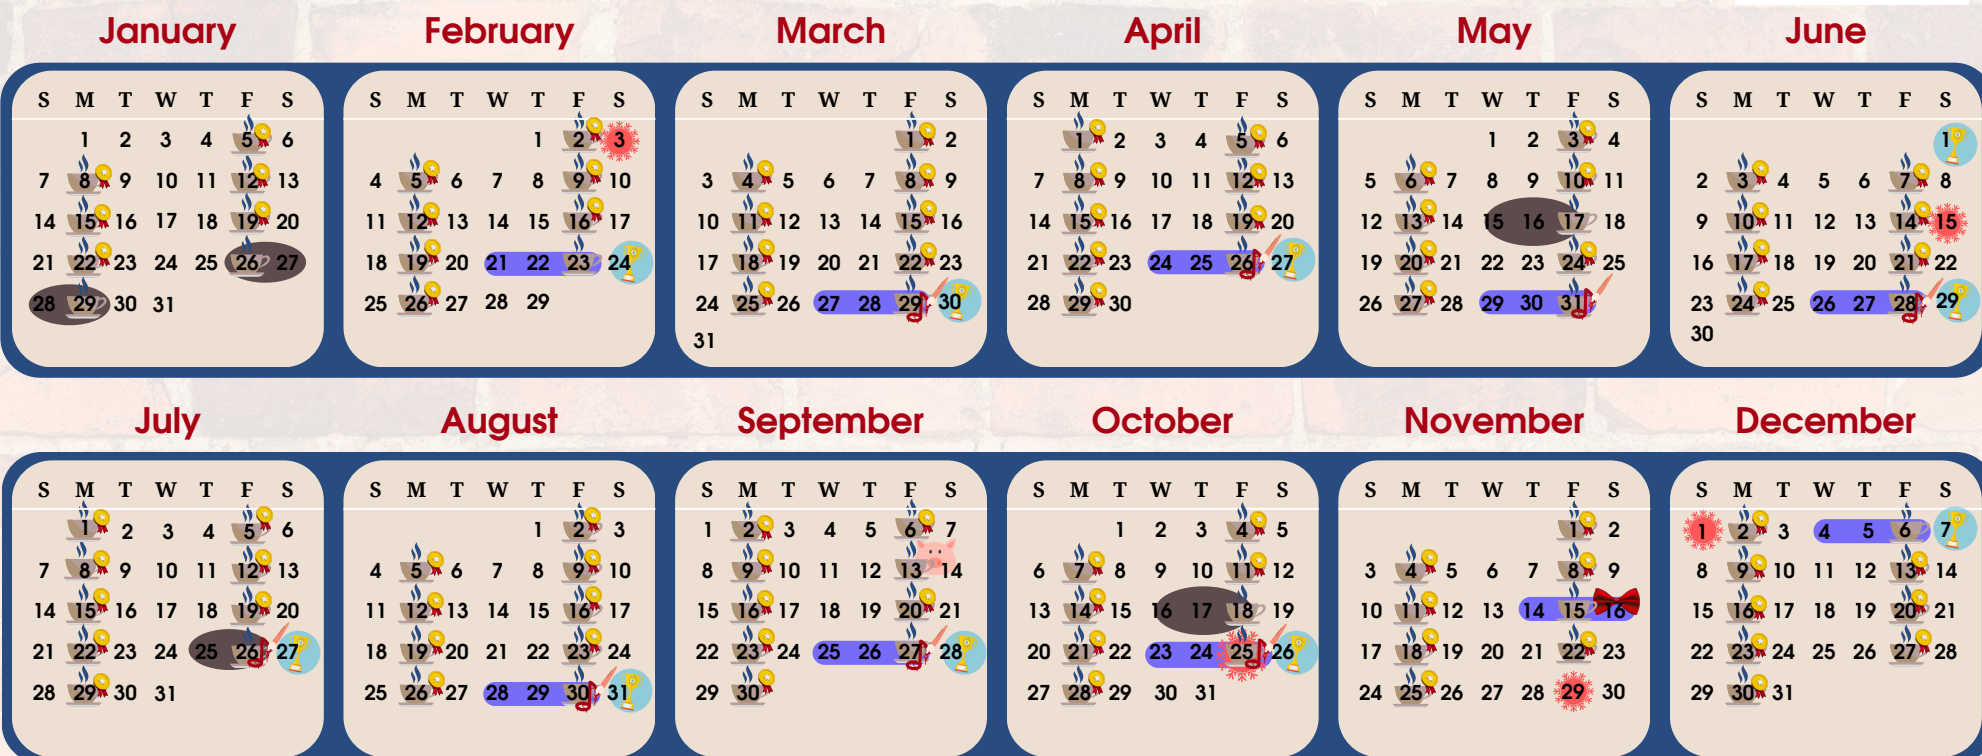 January February March April May June
S M T W T F S S M T W T F S S M T W T F S S M T W T F S S M T W T F S S M T W T F S
1 2 3 4 5 6 1 2 3 1 2 1 2 3 4 5 6 1 2 3 4 1
7 8 9 10 11 12 13 4 5 6 7 8 9 10 3 4 5 6 7 8 9 7 8 9 10 11 12 13 5 6 7 8 9 10 11 2 3 4 5 6 7 8
14 15 16 17 18 19 20 11 12 13 14 15 16 17 10 11 12 13 14 15 16 14 15 16 17 18 19 20 12 13 14 15 16 17 18 9 10 11 12 13 14 15
21 22 23 24 25 26 27 18 19 20 21 22 23 24 17 18 19 20 21 22 23 21 22 23 24 25 26 27 19 20 21 22 23 24 25 16 17 18 19 20 21 22
28 29 30 31 25 26 27 28 29 24 25 26 27 28 29 30 28 29 30 26 27 28 29 30 31 23 24 25 26 27 28 29
31 30
July August September October November December
S M T W T F S S M T W T F S S M T W T F S S M T W T F S S M T W T F S S M T W T F S
1 2 3 4 5 6 1 2 3 1 2 3 4 5 6 7 1 2 3 4 5 1 2 1 2 3 4 5 6 7
7 8 9 10 11 12 13 4 5 6 7 8 9 10 8 9 10 11 12 13 14 6 7 8 9 10 11 12 3 4 5 6 7 8 9 8 9 10 11 12 13 14
14 15 16 17 18 19 20 11 12 13 14 15 16 17 15 16 17 18 19 20 21 13 14 15 16 17 18 19 10 11 12 13 14 15 16 15 16 17 18 19 20 21
21 22 23 24 25 26 27 18 19 20 21 22 23 24 22 23 24 25 26 27 28 20 21 22 23 24 25 26 17 18 19 20 21 22 23 22 23 24 25 26 27 28
28 29 30 31 25 26 27 28 29 30 31 29 30 27 28 29 30 31 24 25 26 27 28 29 30 29 30 31